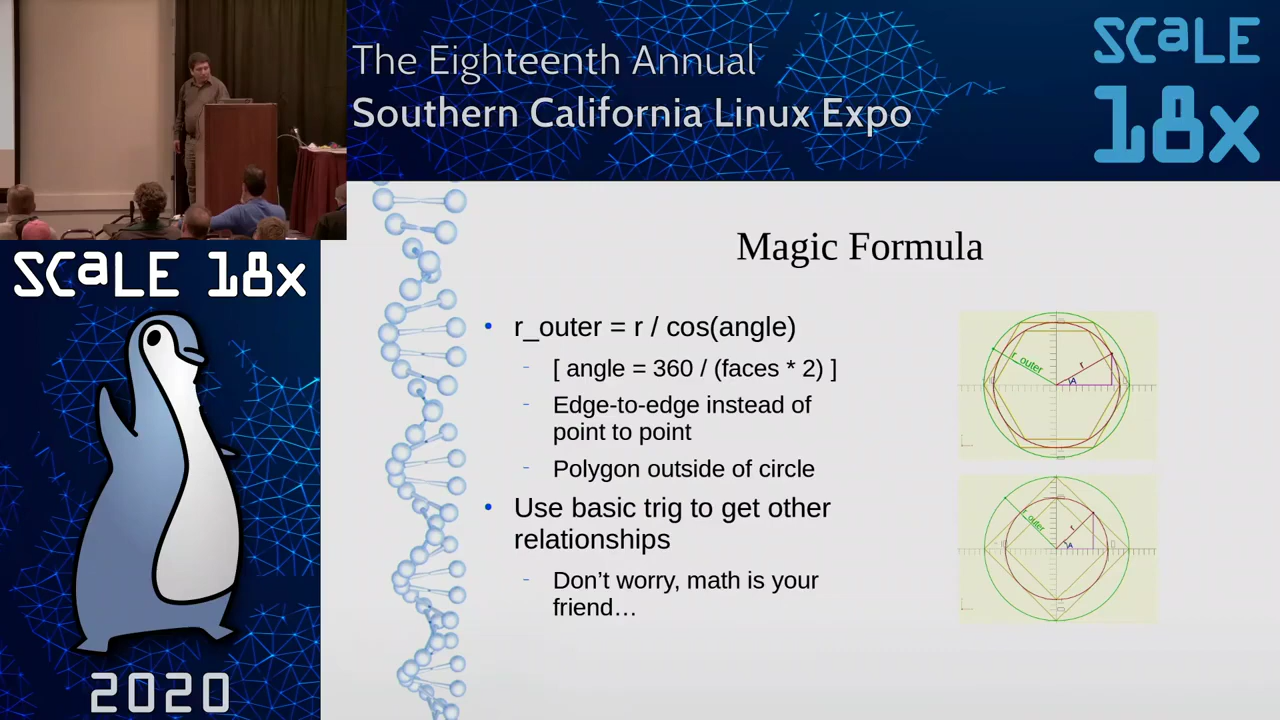 The Eighteenth Annual
Southern California Linux Expo
SCaLE
18x
SCaLE 18x
2020
Magic Formula
• r_outer = r / cos(angle)
- [ angle = 360 / (faces * 2) ]
- Edge-to-edge instead of
point to point
- Polygon outside of circle
• Use basic trig to get other
relationships
- Don’t worry, math is your
friend…
r_outer
r
A
r_outer
r
A